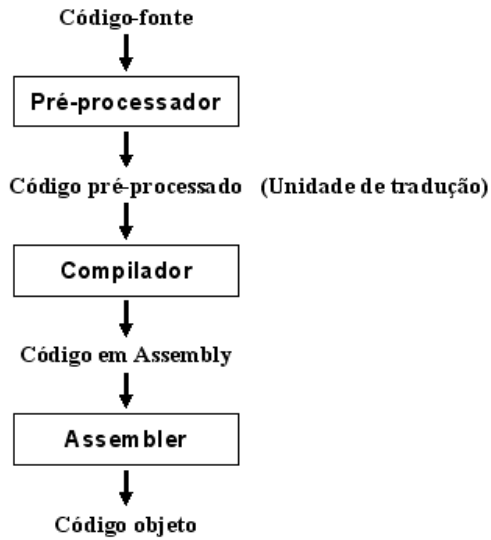 Código-fonte
Pré-processador
Código pré-processado (Unidade de tradução)
Compilador
Código em Assembly
Assembler
Código objeto